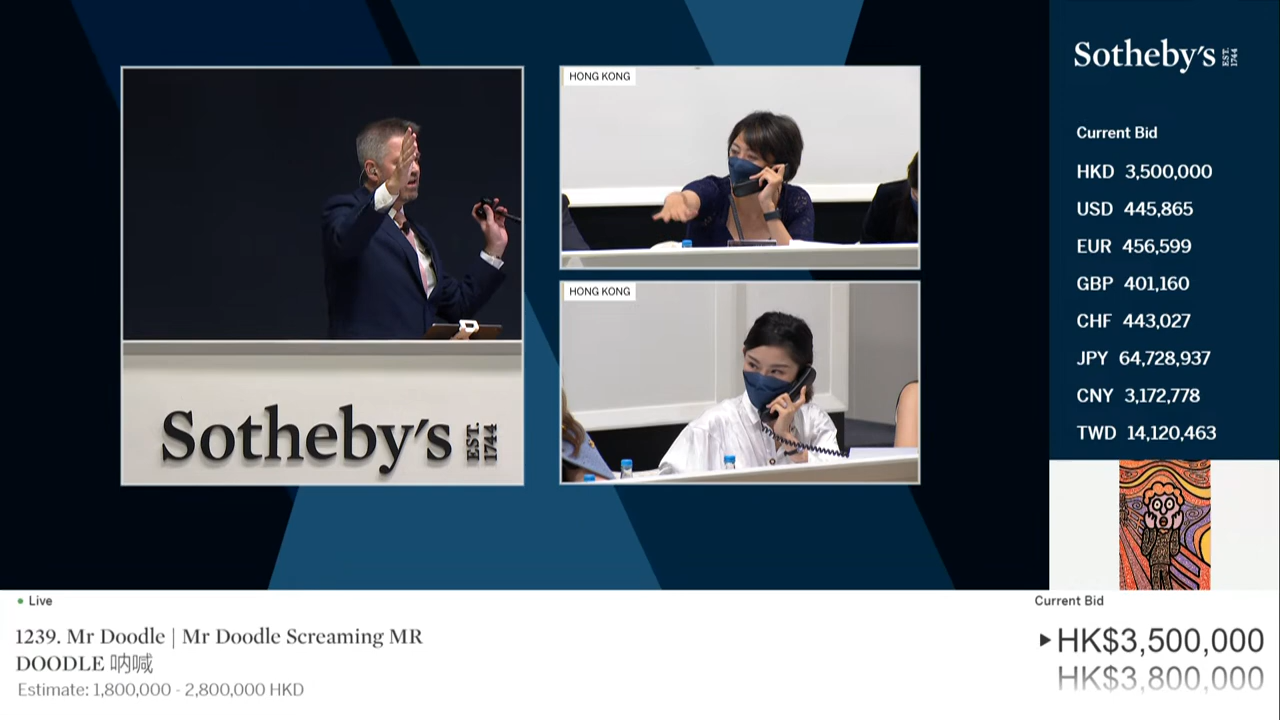 HONG KONG
HONG KONG
Sotheby's EST. 1744
Sotheby's EST. 1744
Current Bid
HKD 3,500,000
USD 445,865
EUR 456,599
GBP 401,160
CHF 443,027
JPY 64,728,937
CNY 3,172,778
TWD 14,120,463
Live
1239. Mr Doodle | Mr Doodle Screaming MR
DOODLE 呐喊
Estimate: 1,800,000 - 2,800,000 HKD
Current Bid
HK$3,500,000
HK$3,800,000